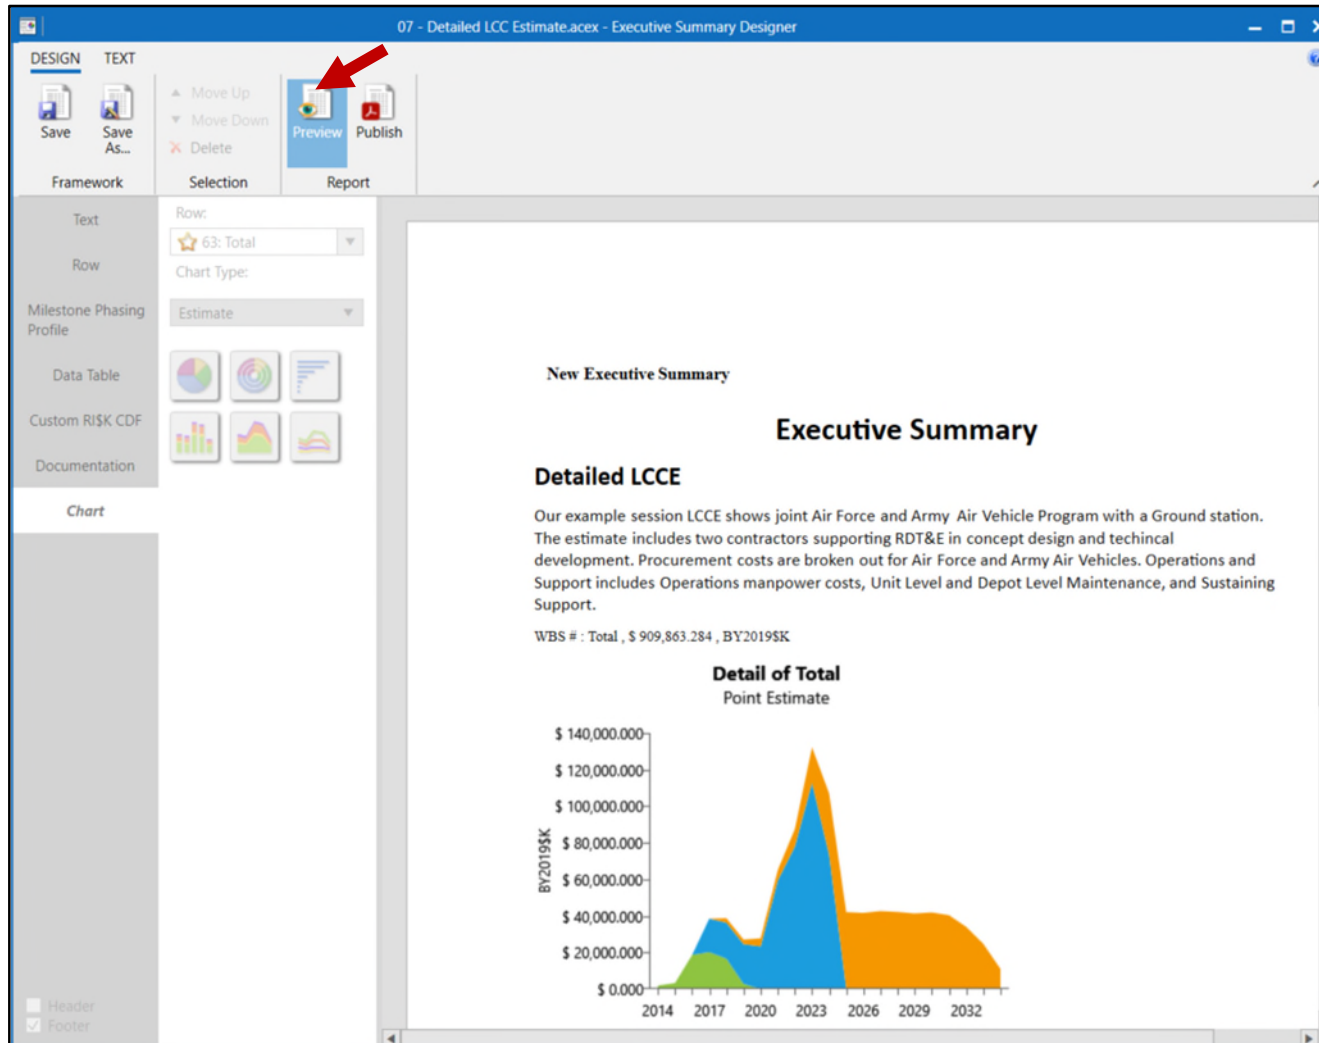 07 - Detailed LCC Estimate.acex - Executive Summary Designer
DESIGN TEXT
Save
Save As...
Move Up
Move Down
Delete
Preview
Publish
Framework
Selection
Report
Text
Row
Milestone Phasing
Profile
Data Table
Custom RI$K CDF
Documentation
Chart
Header
Footer
Row:
63: Total
Chart Type:
Estimate
New Executive Summary
Executive Summary
Detailed LCCE
Our example session LCCE shows joint Air Force and Army Air Vehicle Program with a Ground station.
The estimate includes two contractors supporting RDT&E in concept design and techincal
development. Procurement costs are broken out for Air Force and Army Air Vehicles. Operations and
Support includes Operations manpower costs, Unit Level and Depot Level Maintenance, and Sustaining
Support.
WBS # : Total , $ 909,863.284 , BY2019$K
Detail of Total
Point Estimate
BY2019$K
$ 140,000.000
$ 120,000.000
$ 100,000.000
$ 80,000.000
$ 60,000.000
$ 40,000.000
$ 20,000.000
$ 0.000
2014 2017 2020 2023 2026 2029 2032